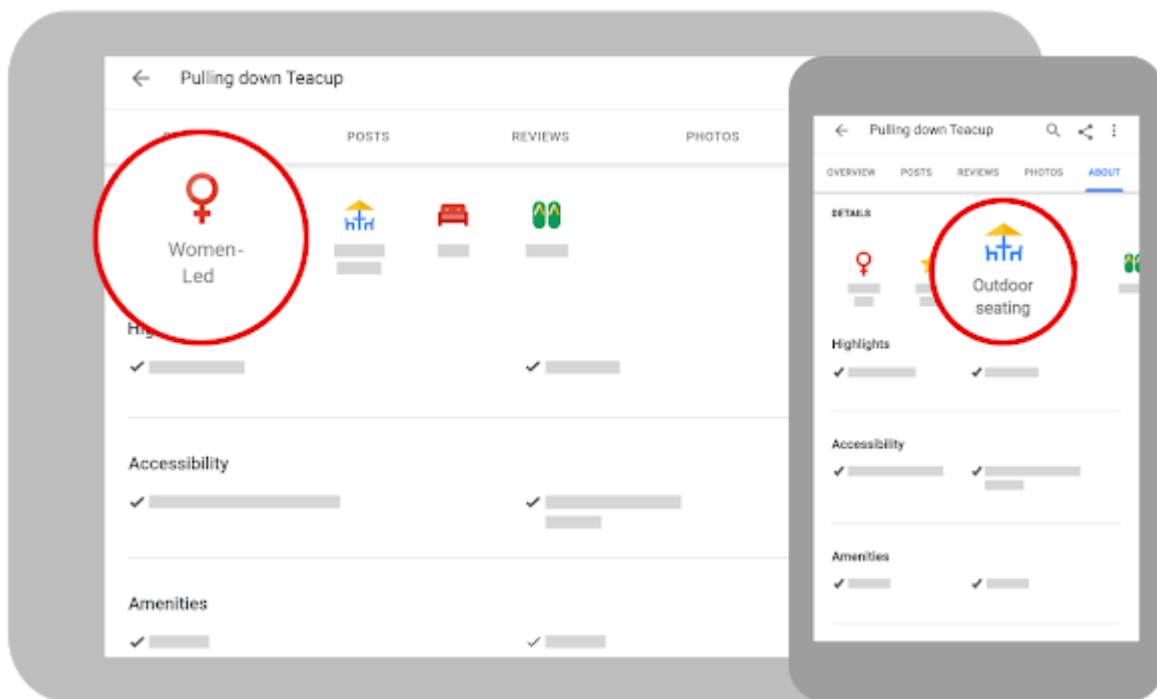 Pulling down Teacup
POSTS
REVIEWS
PHOTOS
Women-
Led
Accessibility
Amenities
Pulling down Teacup
OVERVIEW
POSTS
REVIEWS
PHOTOS
ABOUT
DETAILS
Outdoor
seating
Highlights
Accessibility
Amenities